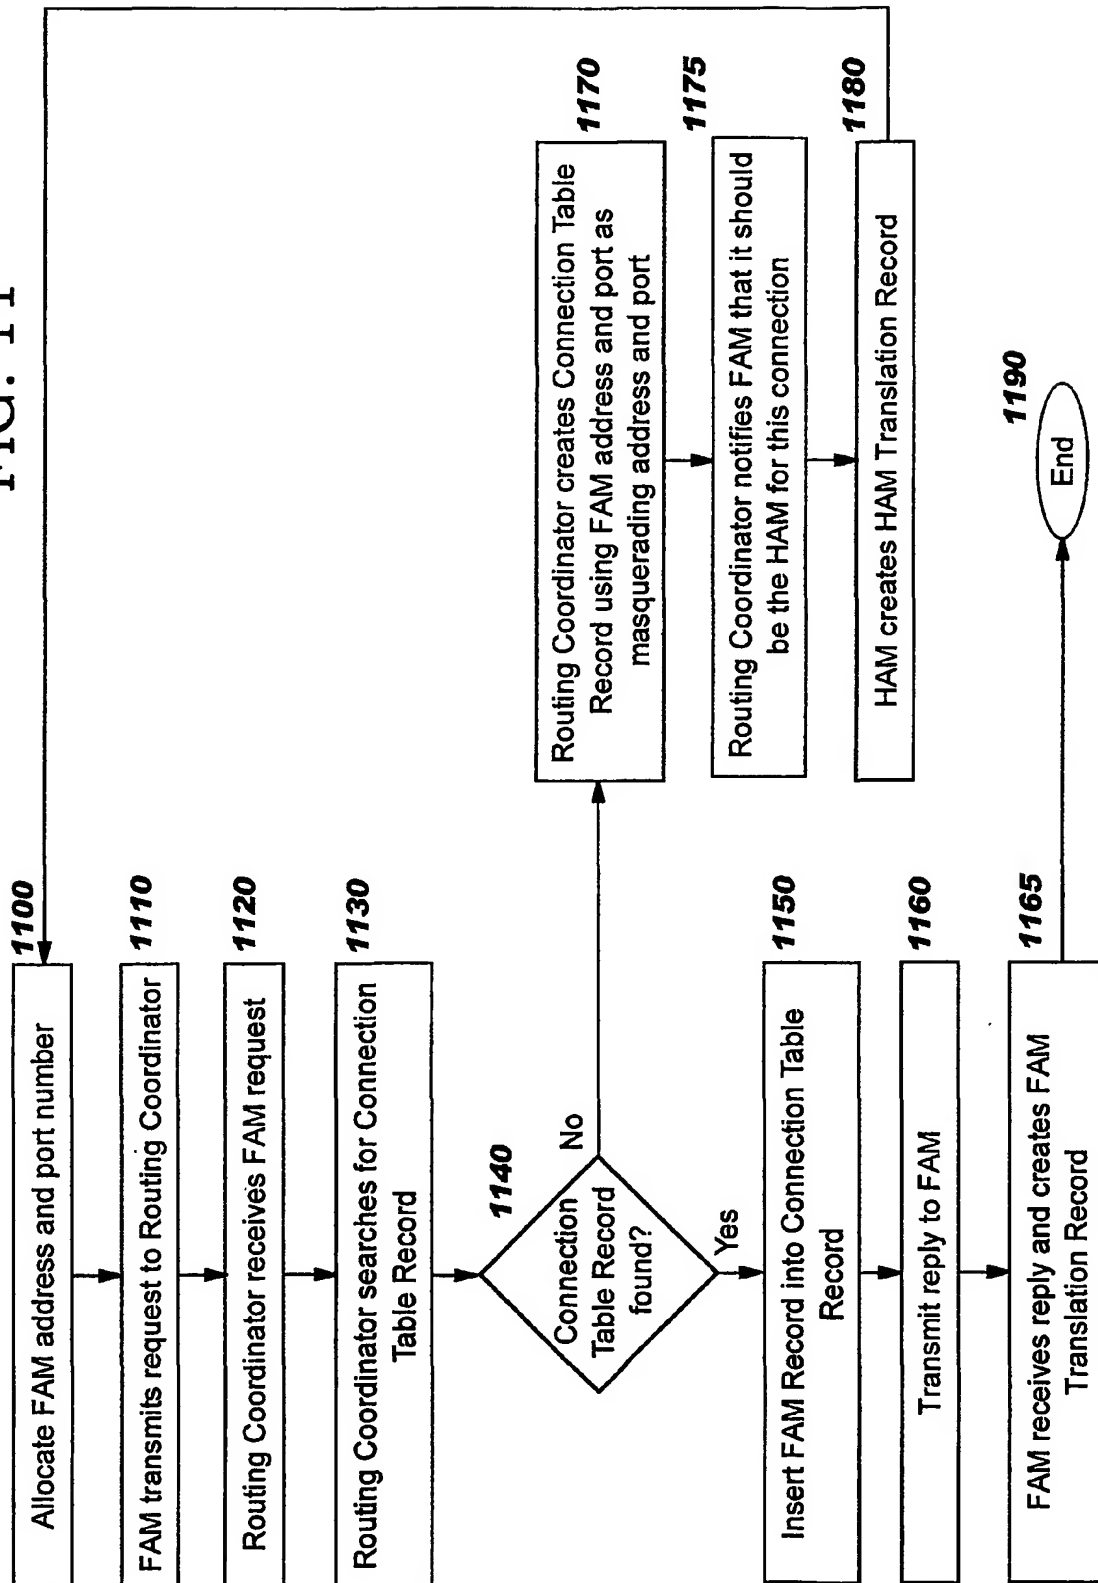 FIG. 11
1100
Allocate FAM address and port number
1110
FAM transmits request to Routing Coordinator
1120
Routing Coordinator receives FAM request
1130
Routing Coordinator searches for Connection
Table Record
1140
Connection
Table Record
found?
No
Yes
1150
Insert FAM Record into Connection Table
Record
1160
Transmit reply to FAM
1165
FAM receives reply and creates FAM
Translation Record
1170
Routing Coordinator creates Connection Table
Record using FAM address and port as
masquerading address and port
1175
Routing Coordinator notifies FAM that it should
be the HAM for this connection
1180
HAM creates HAM Translation Record
1190
End